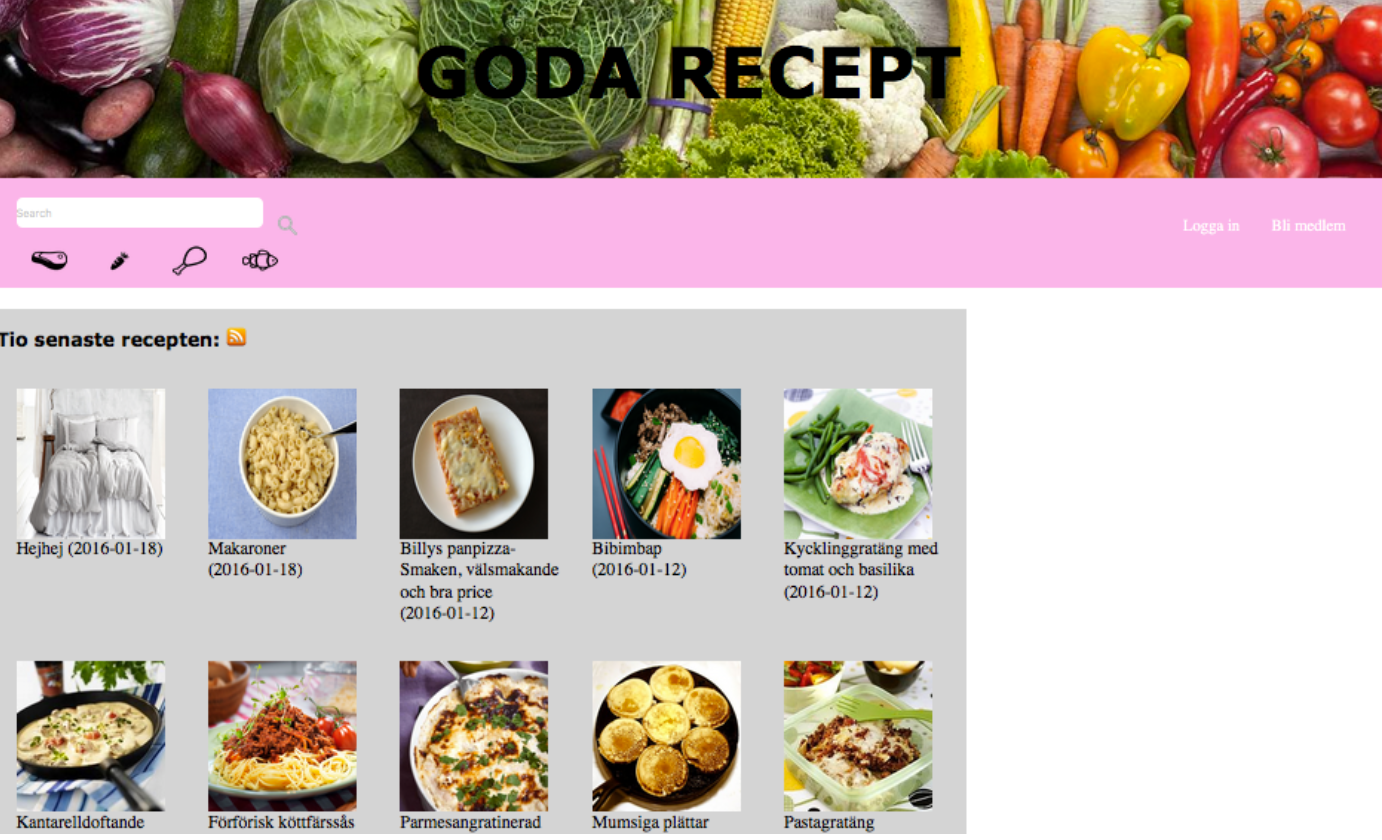 GODA RECEPT
Search
Logga in
Bli medlem
Tio senaste recepten:
Hejhej (2016-01-18)
Makaroner
(2016-01-18)
Billys panpizza-
Smaken, välsmakande
och bra price
(2016-01-12)
Bibimbap
(2016-01-12)
Kycklinggratäng med
tomat och basilika
(2016-01-12)
Kantarelldoftande
Förförisk köttfärssås
Parmesangratinerad
Mumsiga plättar
Pastagratäng